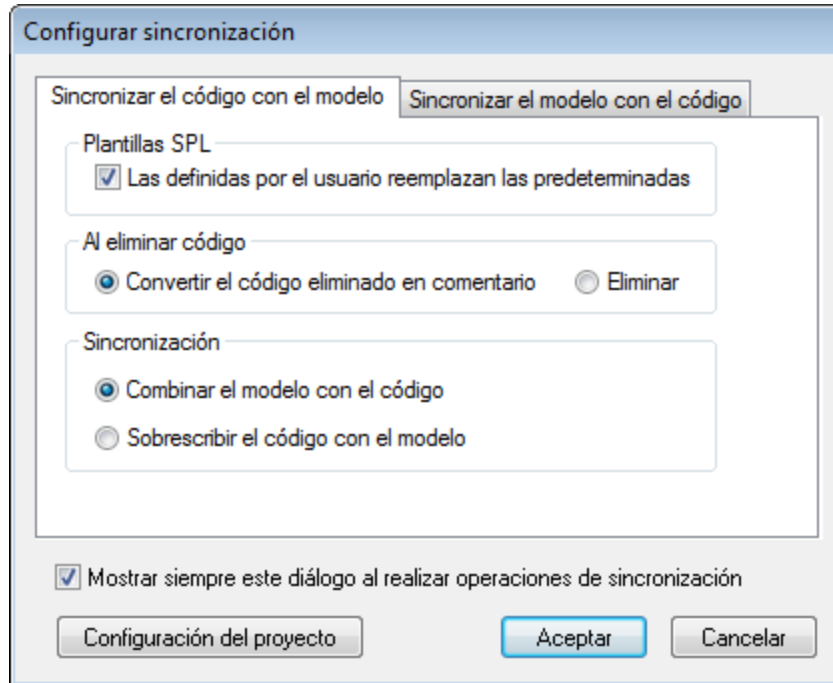 Configurar sincronización
Sincronizar el código con el modelo
Sincronizar el modelo con el código
Plantillas SPL
Las definidas por el usuario reemplazan las predeterminadas
Al eliminar código
Convertir el código eliminado en comentario
Eliminar
Sincronización
Combinar el modelo con el código
Sobrescribir el código con el modelo
Mostrar siempre este diálogo al realizar operaciones de sincronización
Configuración del proyecto
Aceptar
Cancelar